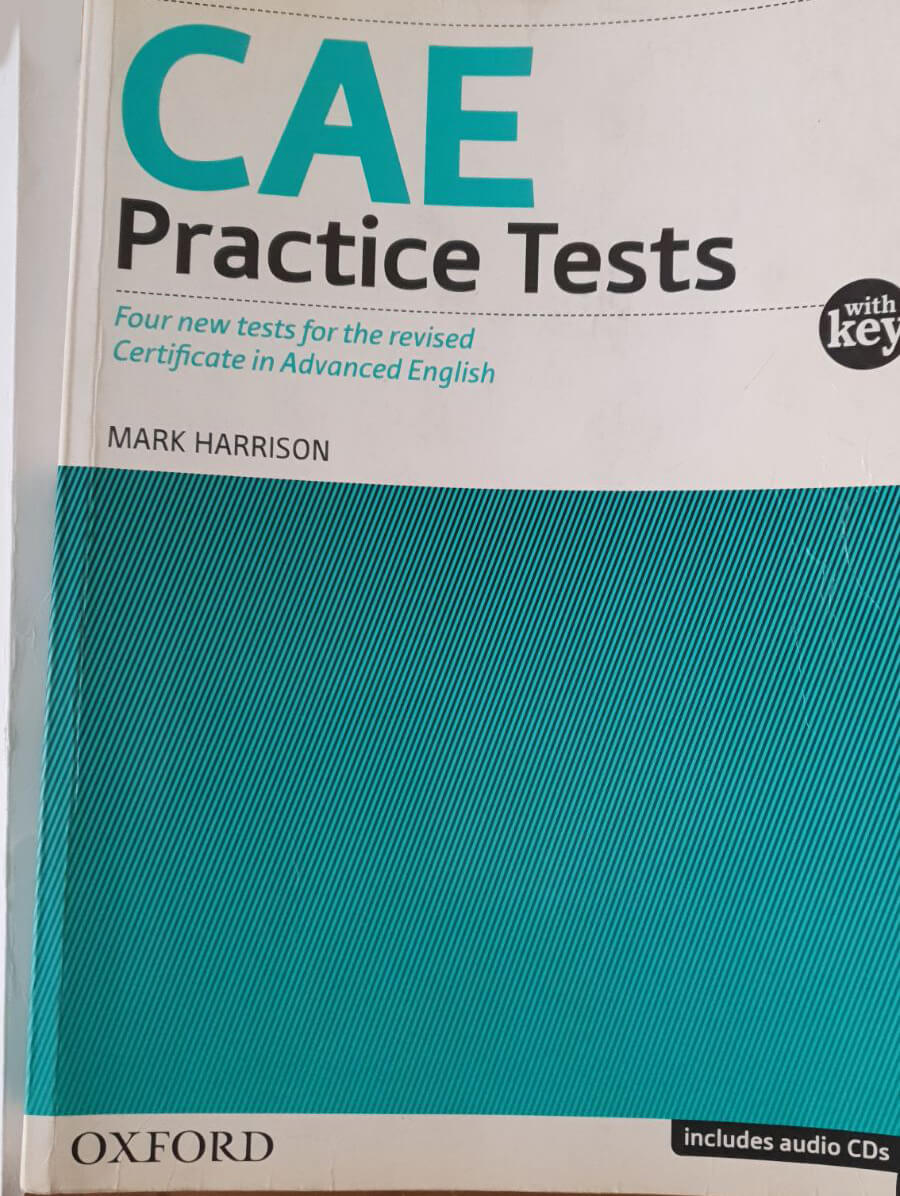 CAE
Practice Tests
Four new tests for the revised
Certificate in Advanced English
with
key
MARK HARRISON
OXFORD
includes audio CDs